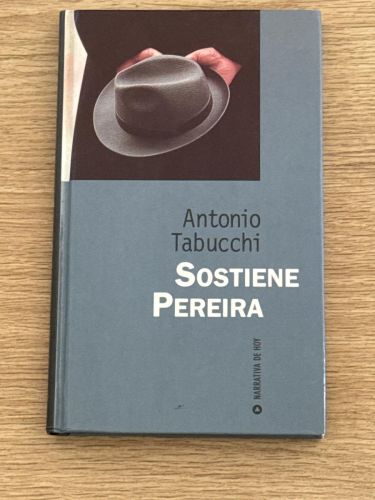 Antonio
Tabucchi
SOSTIENE
PEREIRA
NARRATIVA DE HOY